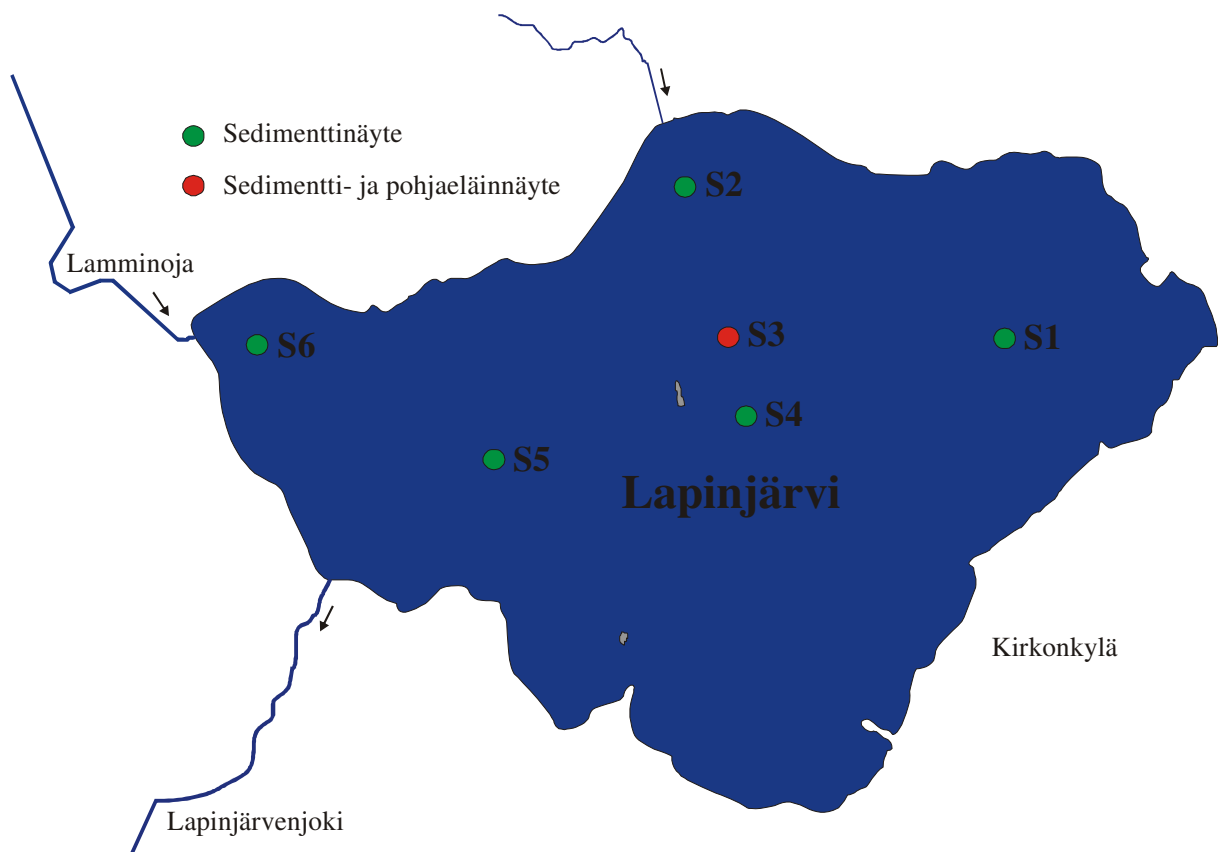 Sedimenttinäyte
Sedimentti- ja pohjaeläinnäyte
S2
Lamminoja
S6
S3
S1
S4
S5
Lapinjärvi
Kirkonkylä
Lapinjärvenjoki